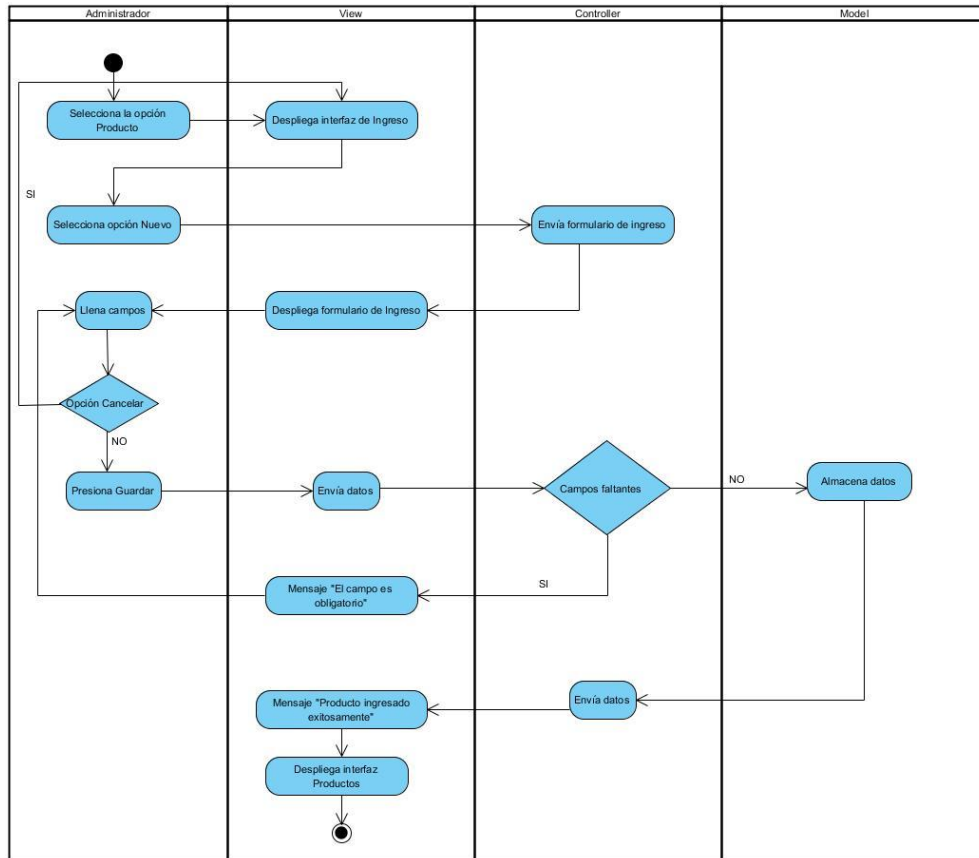 Administrador
View
Controller
Model
Selecciona la opción
Producto
Despliega interfaz de Ingreso
SI
Selecciona opción Nuevo
Envía formulario de ingreso
Llena campos
Despliega formulario de Ingreso
Opción Cancelar
NO
Presiona Guardar
Envía datos
Campos faltantes
NO
Almacena datos
SI
Mensaje "El campo es
obligatorio"
Mensaje "Producto ingresado
exitosamente"
Envía datos
Despliega interfaz
Productos